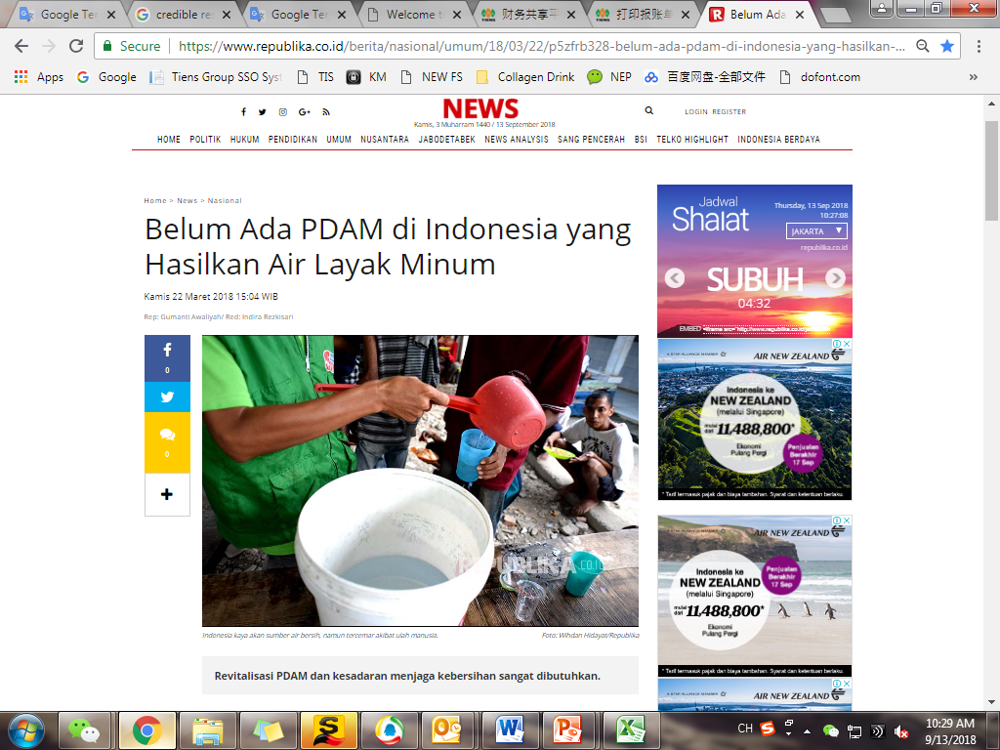 Google Ter
credible re
Google Ter
Welcome t
财务共享平
打印报账单
Belum Ada
Secure
https://www.republika.co.id/berita/nasional/umum/18/03/22/p5zfrb328-belum-ada-pdam-di-indonesia-yang-hasilkan-...
Apps
Google
Tiens Group SSO Syst
TIS
KM
NEW FS
Collagen Drink
NEP
百度网盘-全部文件
dofont.com
»
NEWS
Kamis, 3 Muharram 1440 / 13 September 2018
LOGIN REGISTER
HOME POLITIK HUKUM PENDIDIKAN UMUM NUSANTARA JABODETABEK NEWS ANALYSIS SANG PENCERAH BSI TELKO HIGHLIGHT INDONESIA BERDAYA
Home > News > Nasional
Belum Ada PDAM di Indonesia yang
Hasilkan Air Layak Minum
Kamis 22 Maret 2018 15:04 WIB
Rep: Gumanti Awaliyah/ Red: Indira Rezkisari
0
0
REPUBLIKA.CO.ID
Indonesia kaya akan sumber air bersih, namun tercemar akibat ulah manusia.
Foto: Wihdan Hidayat/Republika
Revitalisasi PDAM dan kesadaran menjaga kebersihan sangat dibutuhkan.
Jadwal
Shalat
Thursday, 13 Sep 2018
10:27:08
JAKARTA
republika.co.id
SUBUH
04:32
EMBED
A STAR ALLIANCE MEMBER
AIR NEW ZEALAND
Indonesia ke
NEW ZEALAND
(melalui Singapore)
mulai dari 11,488,800*
Ekonomi
Pulang Pergi
Penjualan
Berakhir
17 Sep
* Tarif termasuk pajak dan biaya tambahan. Syarat dan ketentuan berlaku.
A STAR ALLIANCE MEMBER
AIR NEW ZEALAND
Indonesia ke
NEW ZEALAND
(melalui Singapore)
mulai dari 11,488,800*
Ekonomi
Pulang Pergi
Penjualan
Berakhir
17 Sep
* Tarif termasuk pajak dan biaya tambahan. Syarat dan ketentuan berlaku.
A STAR ALLIANCE MEMBER
AIR NEW ZEALAND
CH
10:29 AM
9/13/2018